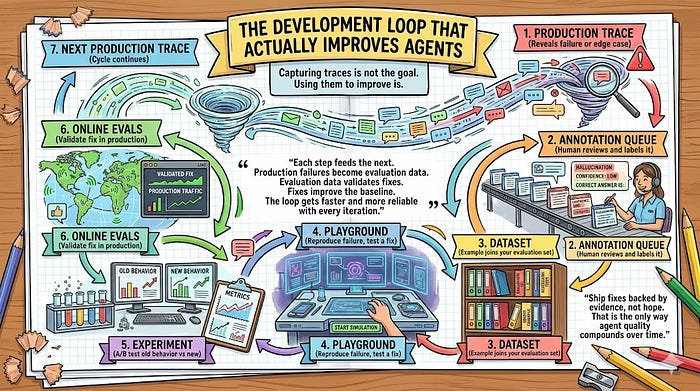 THE DEVELOPMENT LOOP THAT
ACTUALLY IMPROVES AGENTS
Capturing traces is not the goal.
Using them to improve is.
7. NEXT PRODUCTION TRACE
(Cycle continues)
1. PRODUCTION TRACE
(Reveals failure or edge case)
6. ONLINE EVALS
(Validate fix in production)
VALIDATED FIX
PRODUCTION TRAFFIC
“Each step feeds the next.
Production failures become evaluation data.
Evaluation data validates fixes.
Fixes improve the baseline.
The loop gets faster and more reliable
with every iteration.”
2. ANNOTATION QUEUE
(Human reviews and labels it)
HALLUCINATION
CONFIDENCE: LOW
CORRECT ANSWER IS:
6. ONLINE EVALS
(Validate fix in production)
4. PLAYGROUND
(Reproduce failure, test a fix)
3. DATASET
(Example joins your evaluation set)
2. ANNOTATION QUEUE
(Human reviews and labels it)
OLD BEHAVIOR
NEW BEHAVIOR
METRICS
START SIMULATION
“Ship fixes backed by
evidence, not hope.
That is the only way
agent quality
compounds over time.”
5. EXPERIMENT
(A/B test old behavior vs new)
4. PLAYGROUND
(Reproduce failure, test a fix)
3. DATASET
(Example joins your evaluation set)